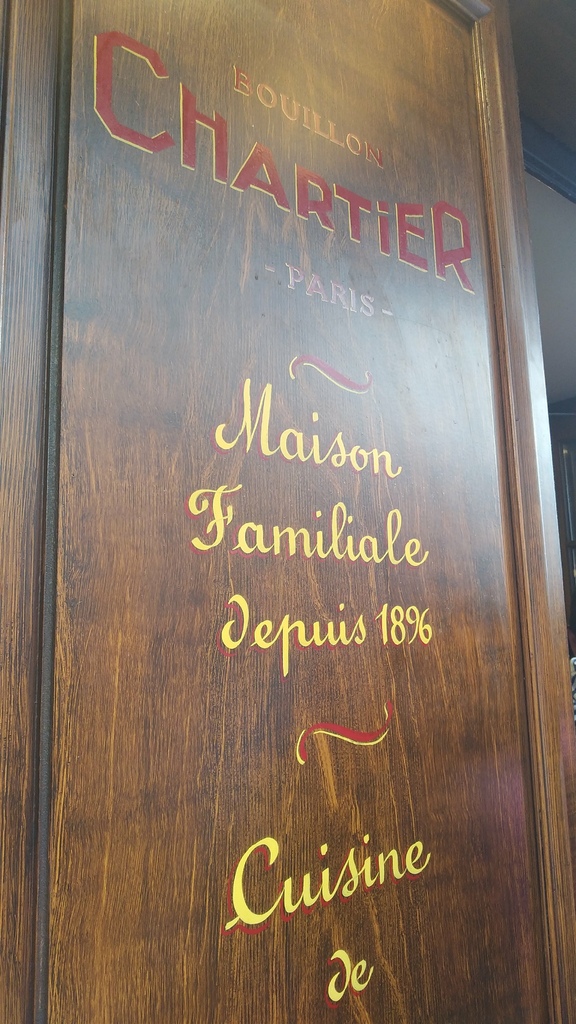 BOUILLON
CHARTiER
- PARIS -
Maison
Familiale
depuis 1896
Cuisine
de